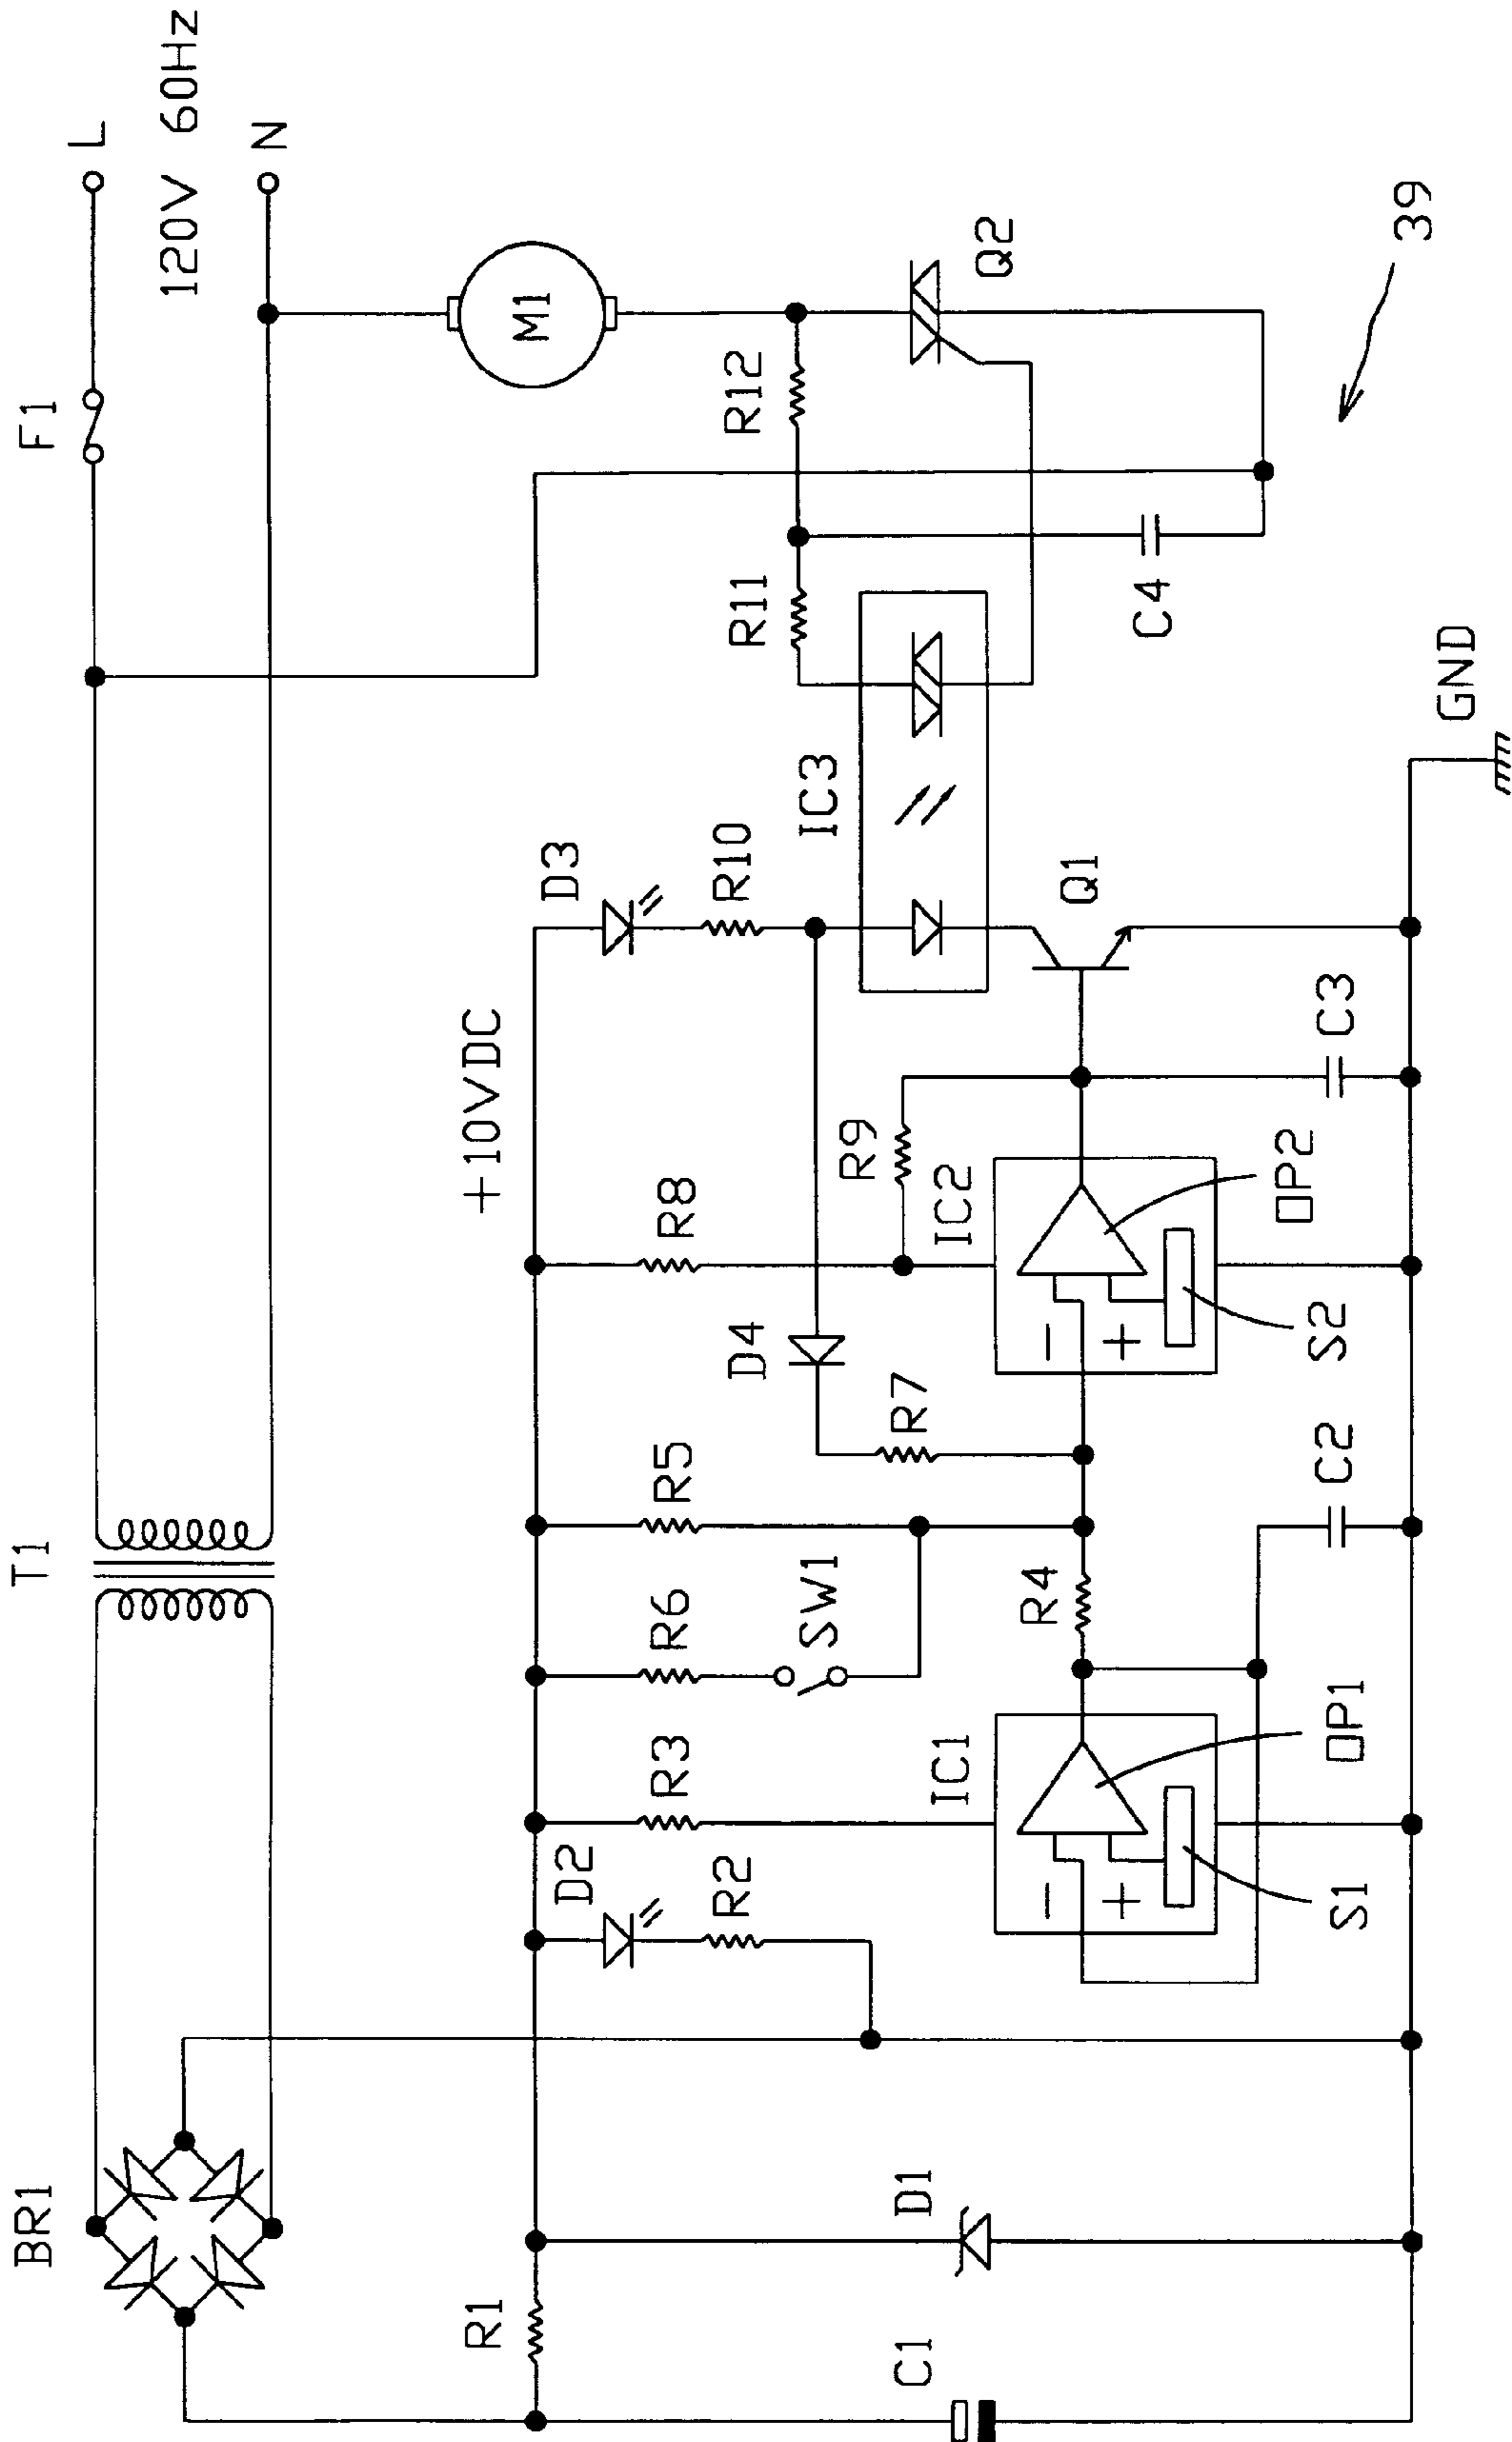 BR1
T1
F1
L
120V 60Hz
N
R1
+10VDC
D3
M1
D2
R3
R6
R5
R8
R10
R12
R2
SW1
D4
R11
IC3
D1
C1
IC1
R4
R7
IC2
R9
Q2
−
+
−
+
Q1
S1
OP1
C2
S2
OP2
C3
C4
GND
39